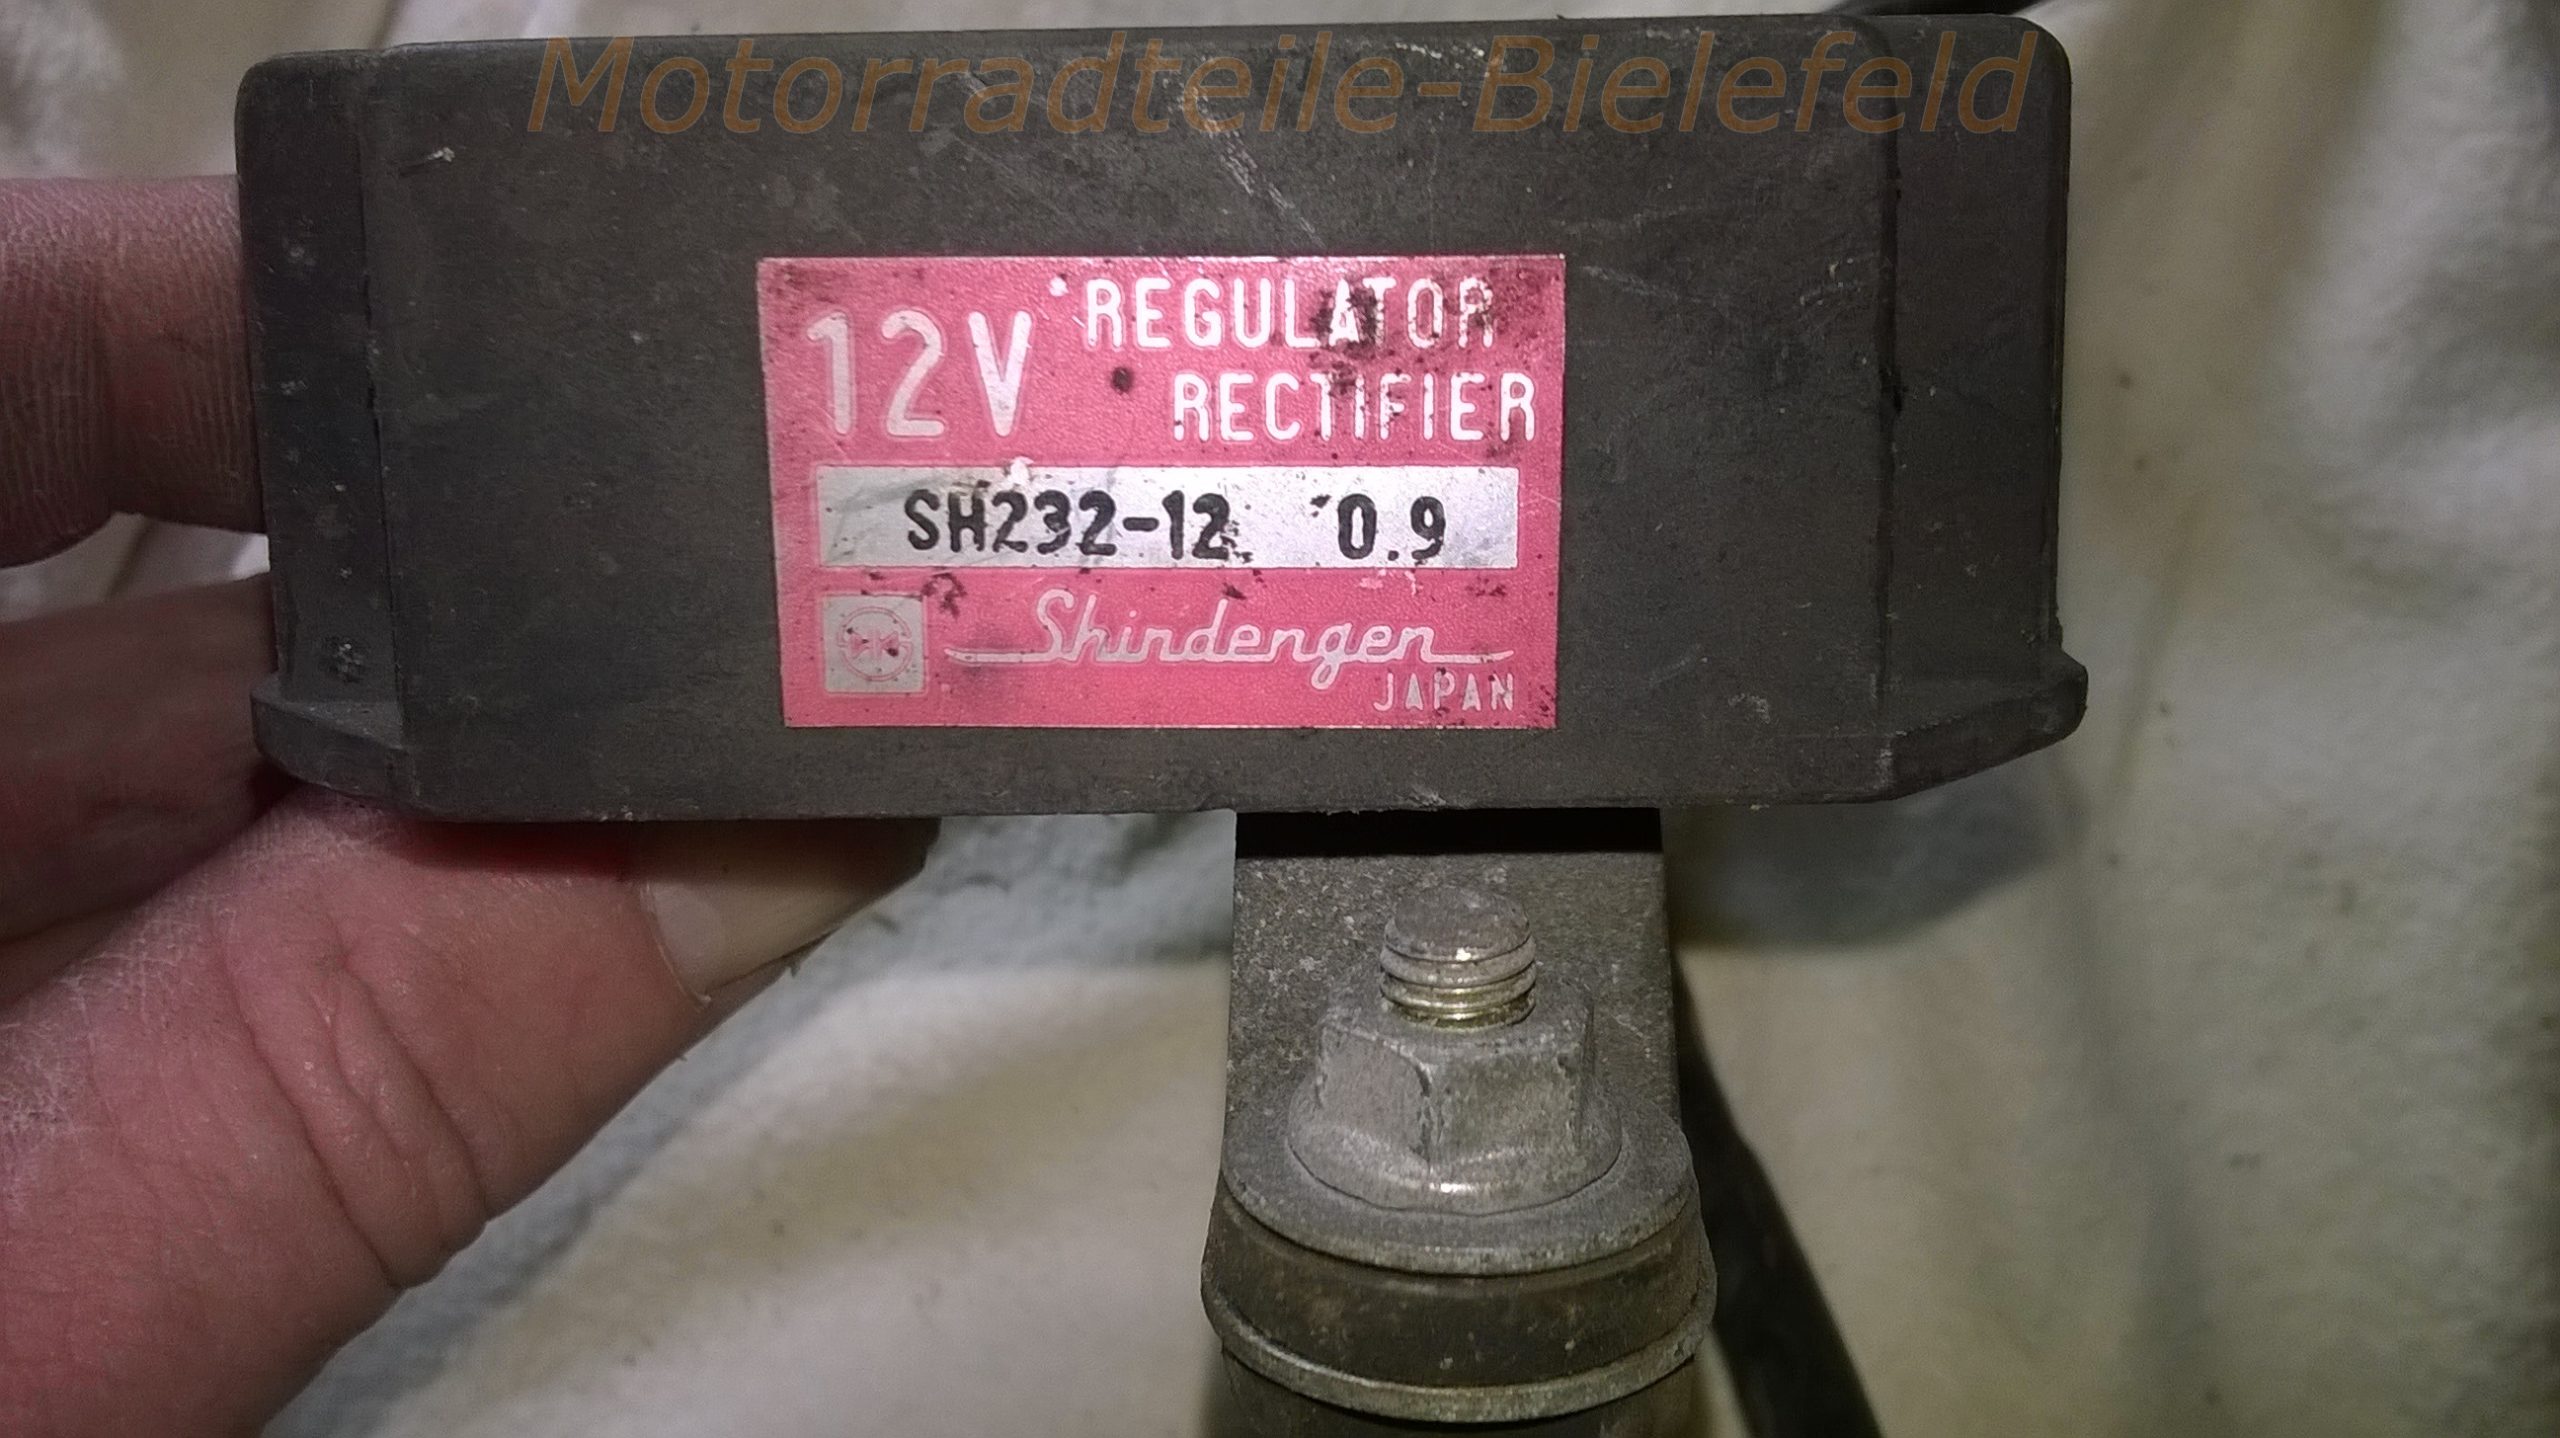 Motorradteile-Bielefeld
12V REGULATOR
RECTIFIER
SH232-12 0.9
Shindengen
JAPAN